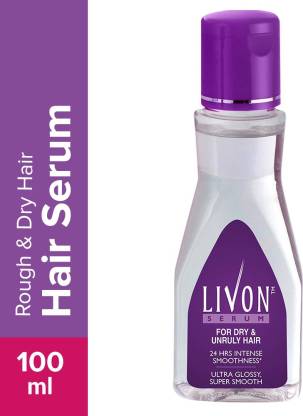 Rough & Dry Hair
Hair Serum
100
ml
LIVON™
SERUM
FOR DRY &
UNRULY HAIR
24 HRS INTENSE
SMOOTHNESS*
ULTRA GLOSSY,
SUPER SMOOTH